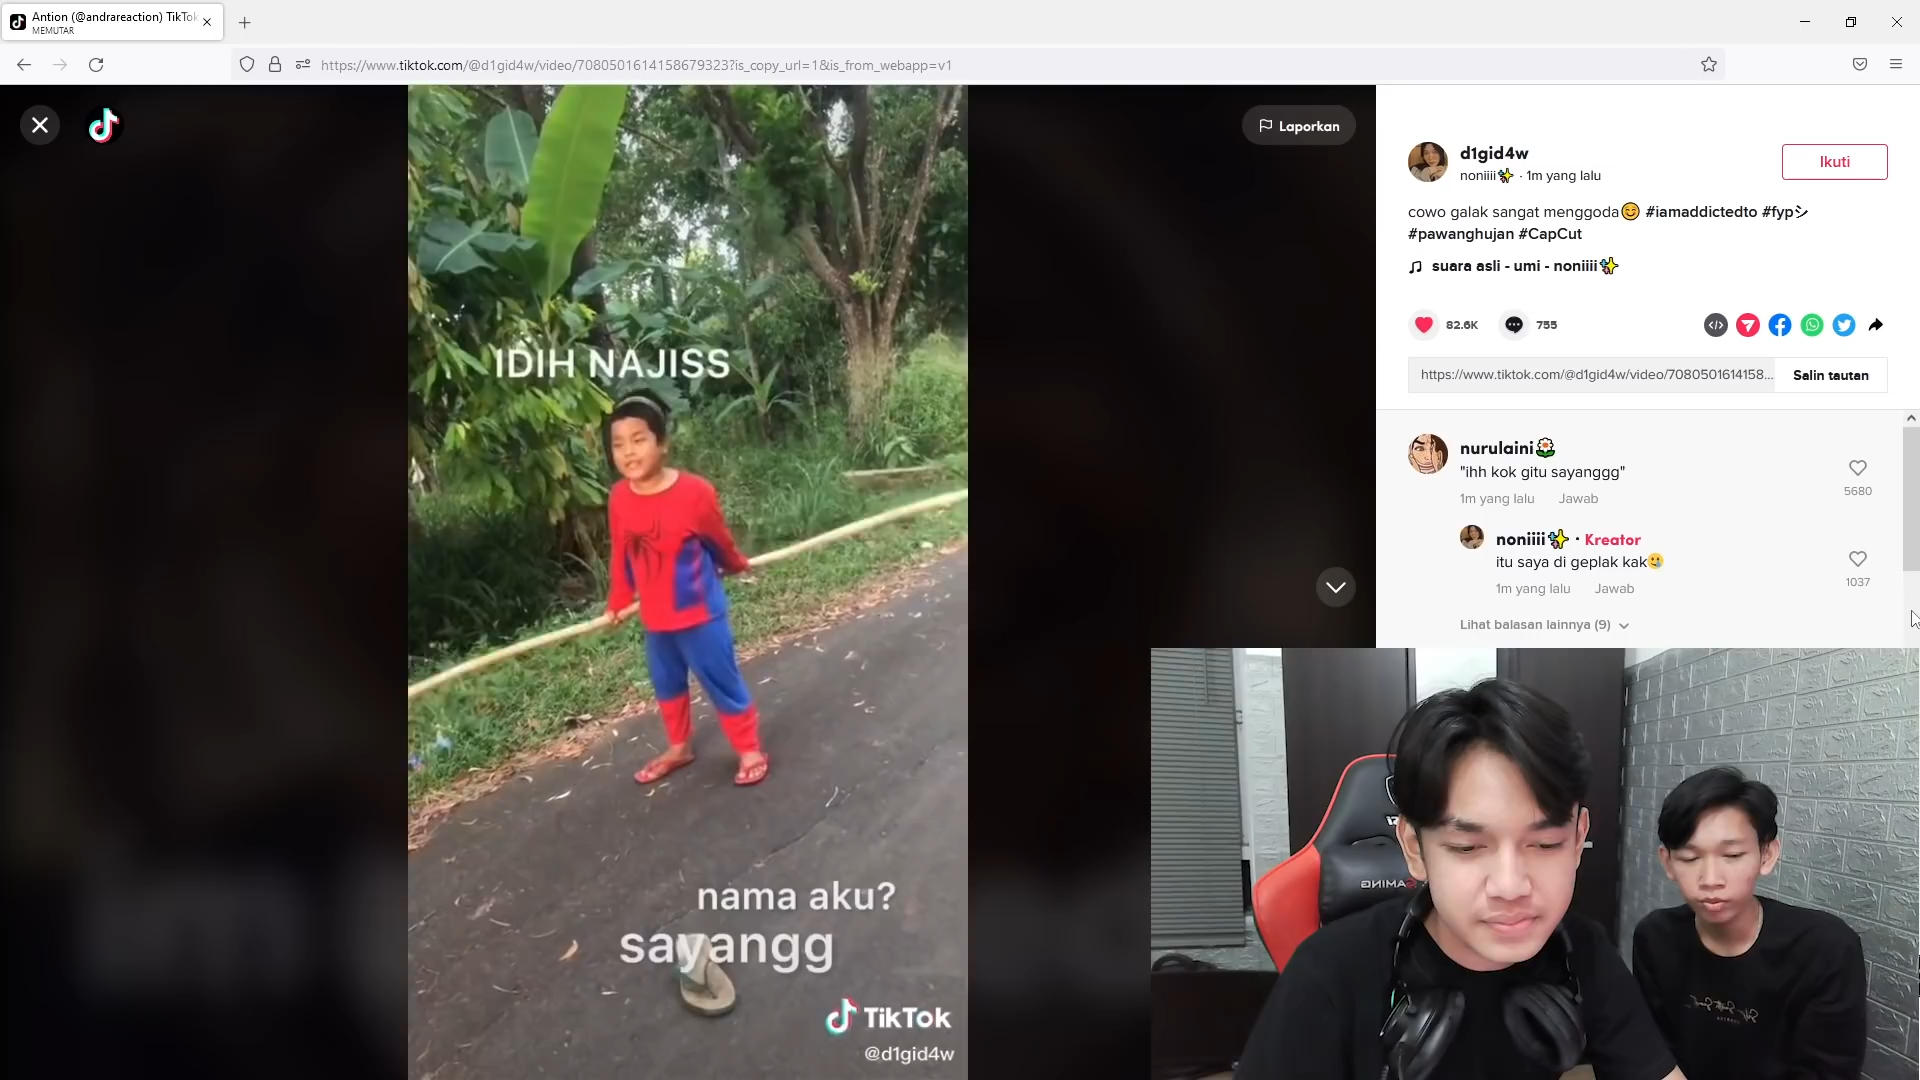 Antion (@andrareaction) TikTok
MEMUTAR
https://www.tiktok.com/@d1gid4w/video/7080501614158679323?is_copy_url=1&is_from_webapp=v1
Laporkan
IDIH NAJISS
nama aku?
sayangg
TikTok
@d1gid4w
d1gid4w
noniiii✨ · 1m yang lalu
Ikuti
cowo galak sangat menggoda😊 #iamaddictedto #fypシ
#pawanghujan #CapCut
suara asli - umi - noniiii✨
82.6K
755
https://www.tiktok.com/@d1gid4w/video/7080501614158...
Salin tautan
nurulaini
"ihh kok gitu sayanggg"
1m yang lalu Jawab
5680
noniiii✨ · Kreator
itu saya di geplak kak🥲
1m yang lalu Jawab
1037
Lihat balasan lainnya (9)
GAMING